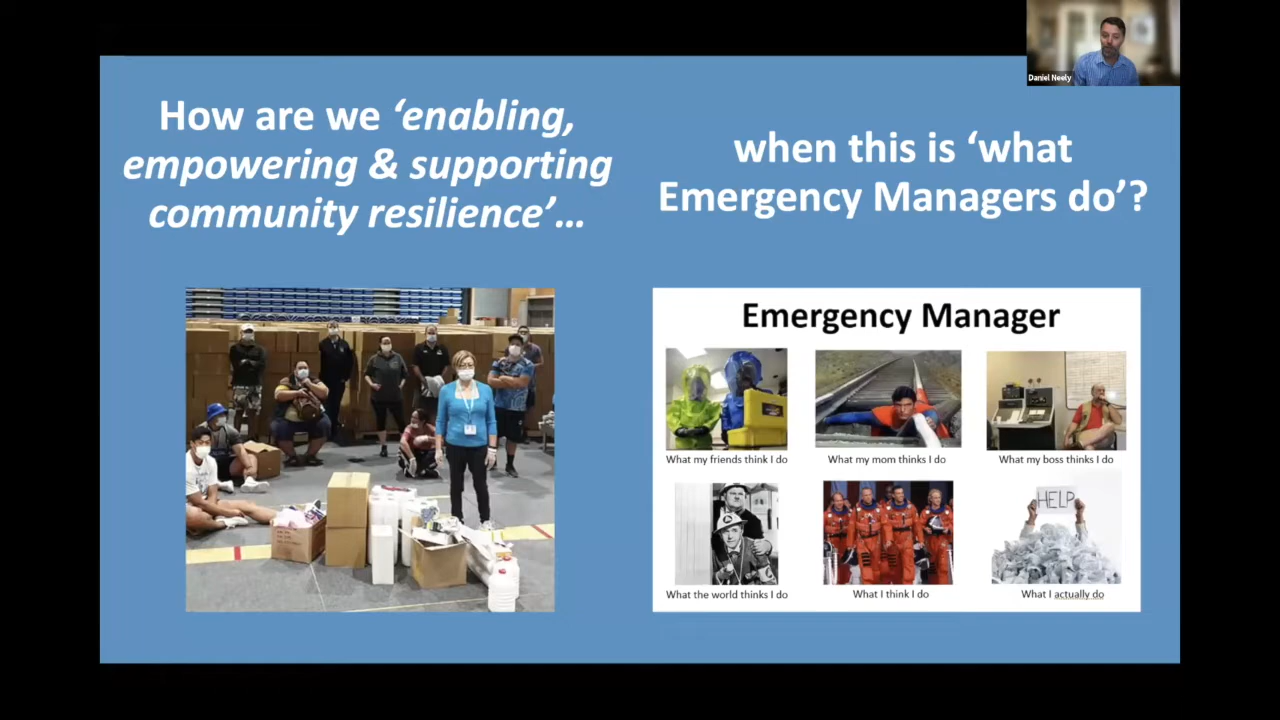 Daniel Neely
How are we ‘enabling,
empowering & supporting
community resilience’...
when this is ‘what
Emergency Managers do’?
Emergency Manager
What my friends think I do
What my mom thinks I do
What my boss thinks I do
HELP
What the world thinks I do
What I think I do
What I actually do